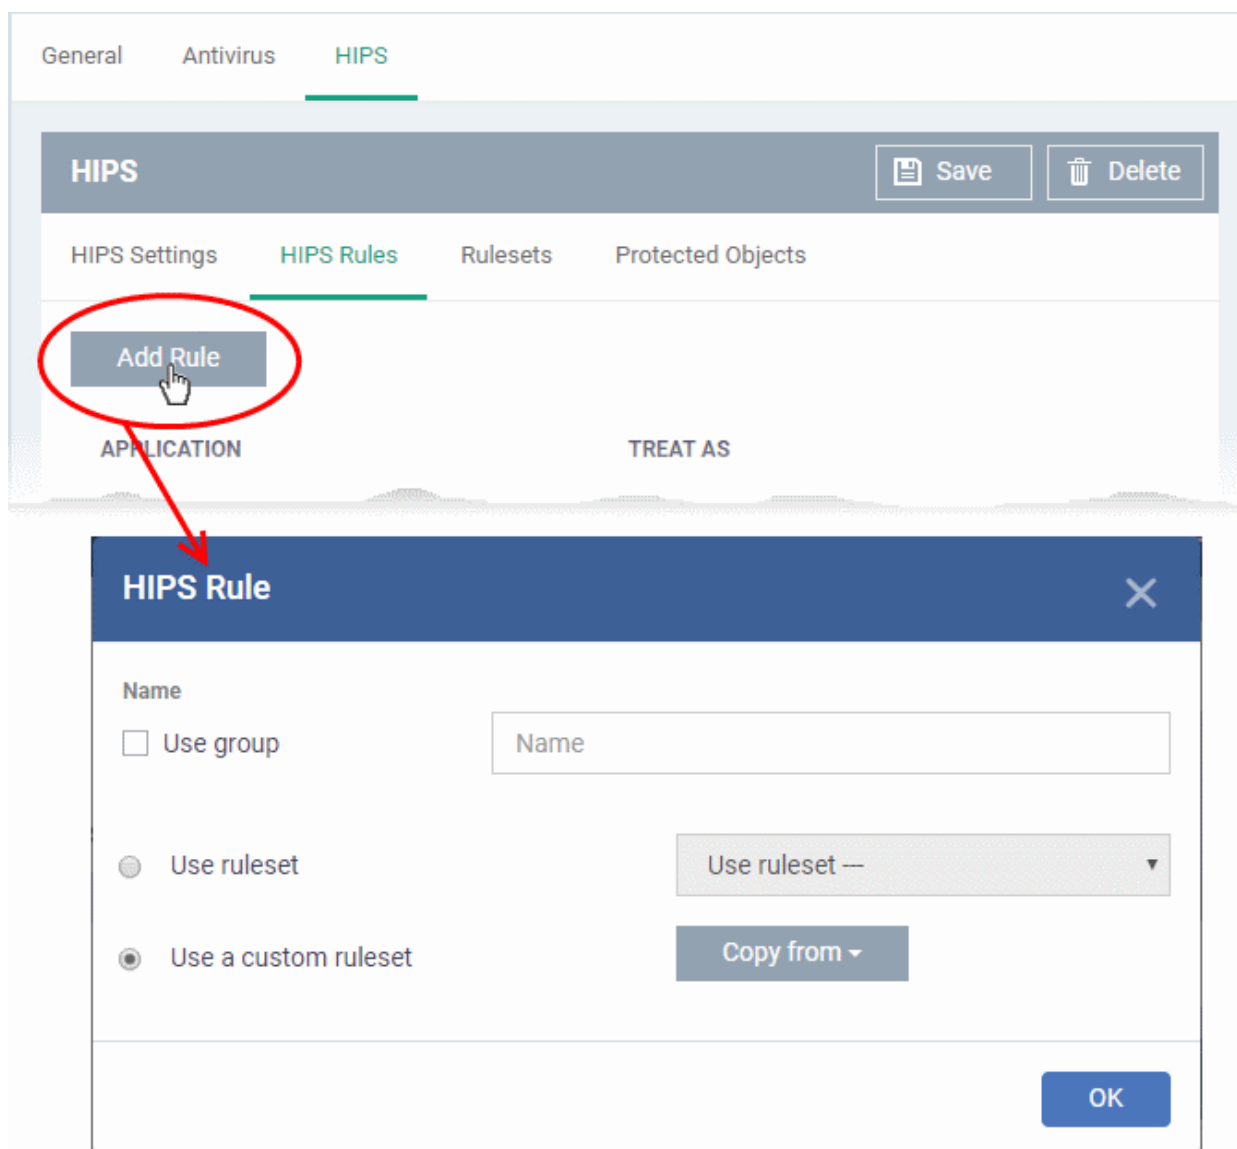 General Antivirus HIPS
HIPS Save Delete
HIPS Settings HIPS Rules Rulesets Protected Objects
Add Rule
APPLICATION TREAT AS
HIPS Rule
Name
Use group Name
Use ruleset Use ruleset ---
Use a custom ruleset Copy from
OK